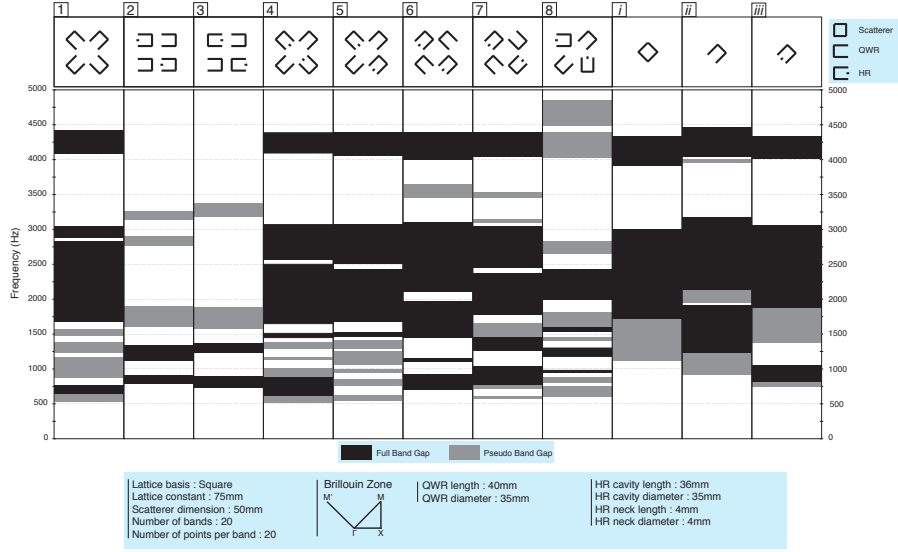 1 2 3 4 5 6 7 8 i ii iii
Scatterer
QWR
HR
5000 5000
4500 4500
4000 4000
3500 3500
3000 3000
2500 2500
2000 2000
1500 1500
1000 1000
500 500
0 0
Frequency (Hz)
Full Band Gap Pseudo Band Gap
Lattice basis : Square
Lattice constant : 75mm
Scatterer dimension : 50mm
Number of bands : 20
Number of points per band : 20
Brillouin Zone
M' M
Γ X
QWR length : 40mm
QWR diameter : 35mm
HR cavity length : 36mm
HR cavity diameter : 35mm
HR neck length : 4mm
HR neck diameter : 4mm